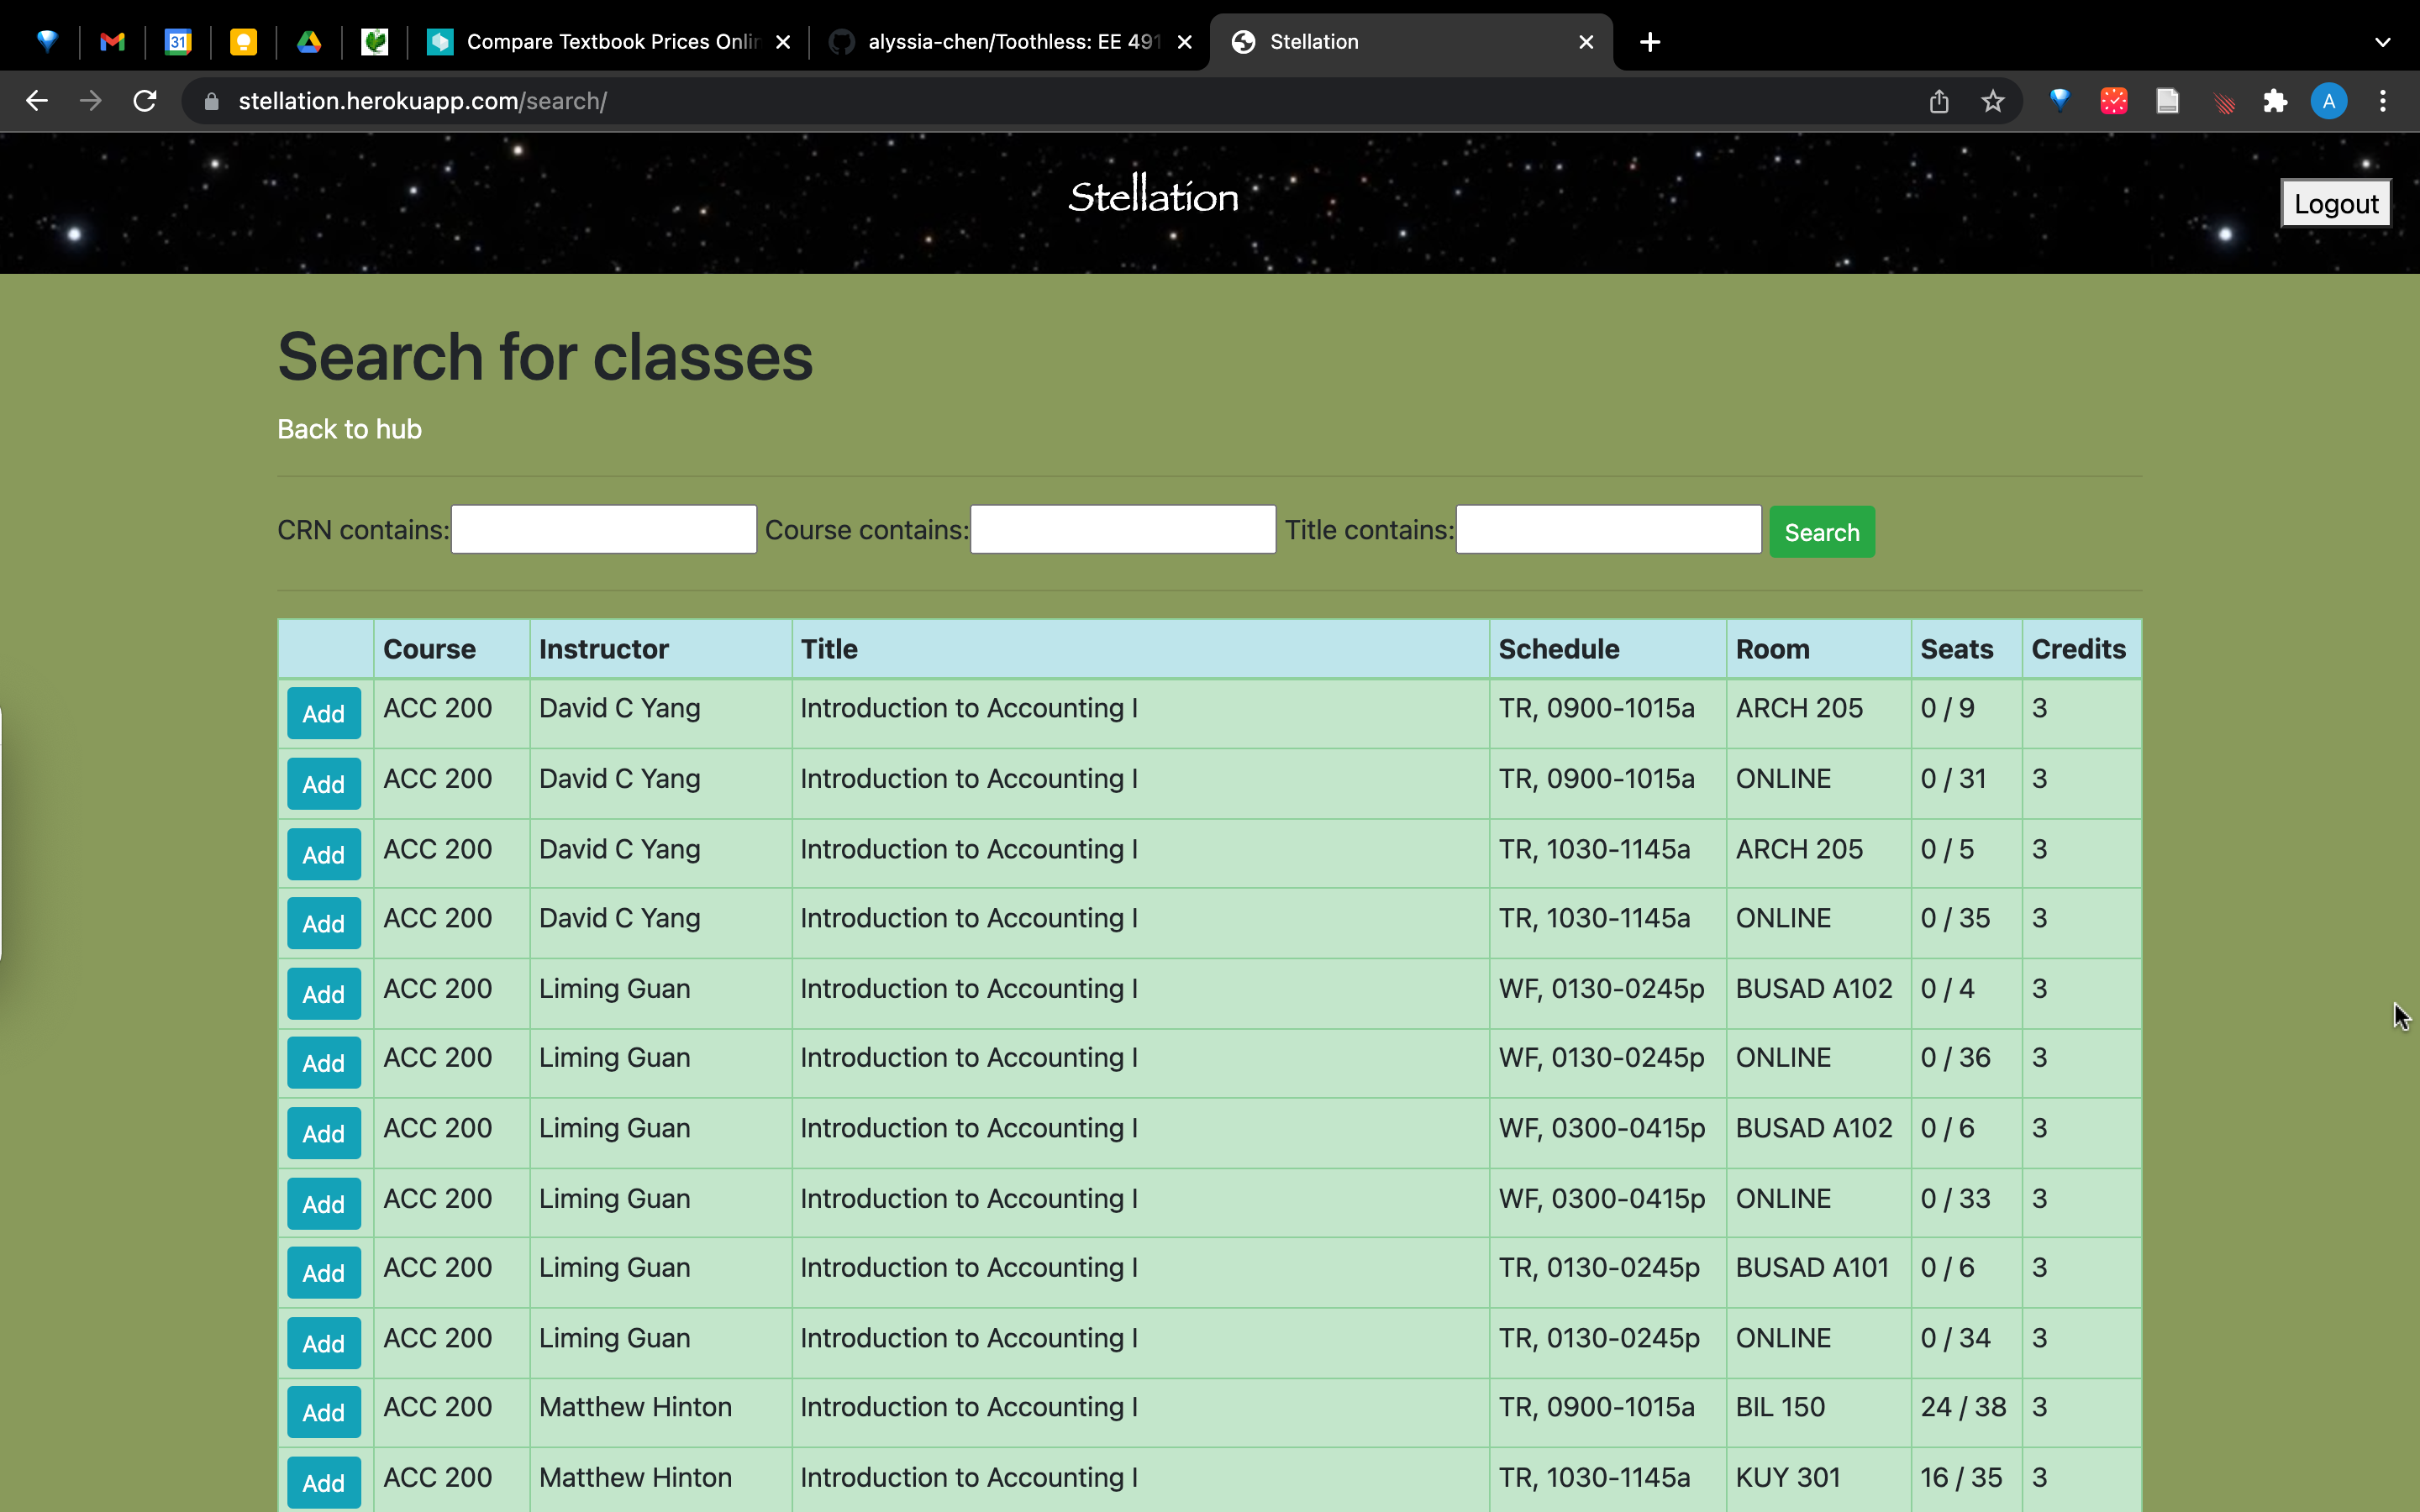 31 Compare Textbook Prices Onlin alyssia-chen/Toothless: EE 491 Stellation
stellation.herokuapp.com/search/ A
Stellation
Logout
Search for classes
Back to hub
CRN contains: Course contains: Title contains: Search
Course Instructor Title Schedule Room Seats Credits
Add ACC 200 David C Yang Introduction to Accounting I TR, 0900-1015a ARCH 205 0 / 9 3
Add ACC 200 David C Yang Introduction to Accounting I TR, 0900-1015a ONLINE 0 / 31 3
Add ACC 200 David C Yang Introduction to Accounting I TR, 1030-1145a ARCH 205 0 / 5 3
Add ACC 200 David C Yang Introduction to Accounting I TR, 1030-1145a ONLINE 0 / 35 3
Add ACC 200 Liming Guan Introduction to Accounting I WF, 0130-0245p BUSAD A102 0 / 4 3
Add ACC 200 Liming Guan Introduction to Accounting I WF, 0130-0245p ONLINE 0 / 36 3
Add ACC 200 Liming Guan Introduction to Accounting I WF, 0300-0415p BUSAD A102 0 / 6 3
Add ACC 200 Liming Guan Introduction to Accounting I WF, 0300-0415p ONLINE 0 / 33 3
Add ACC 200 Liming Guan Introduction to Accounting I TR, 0130-0245p BUSAD A101 0 / 6 3
Add ACC 200 Liming Guan Introduction to Accounting I TR, 0130-0245p ONLINE 0 / 34 3
Add ACC 200 Matthew Hinton Introduction to Accounting I TR, 0900-1015a BIL 150 24 / 38 3
Add ACC 200 Matthew Hinton Introduction to Accounting I TR, 1030-1145a KUY 301 16 / 35 3